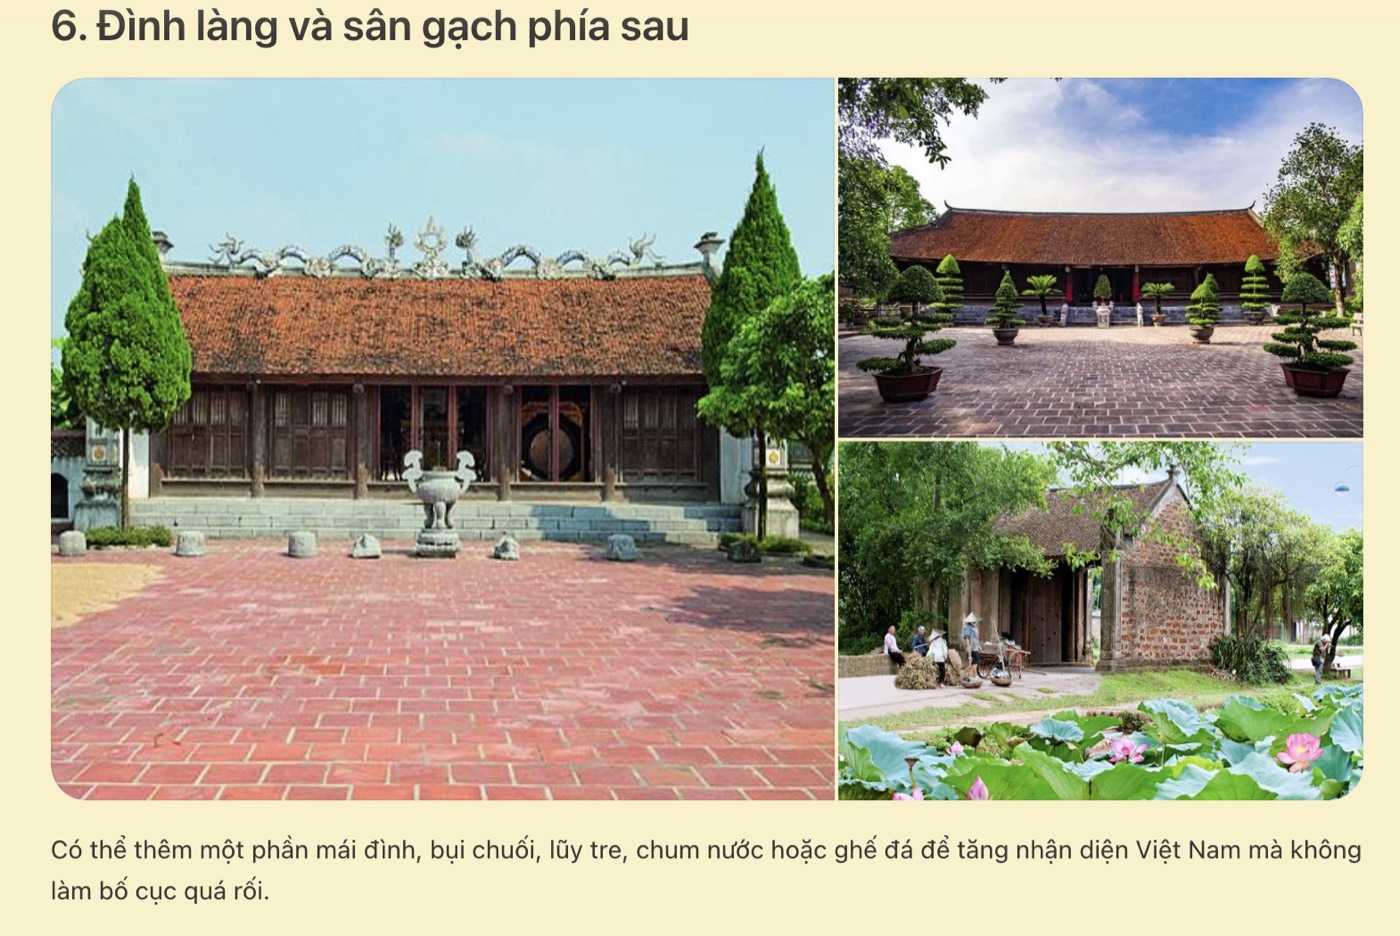 6. Đình làng và sân gạch phía sau
Có thể thêm một phần mái đình, bụi chuối, lũy tre, chum nước hoặc ghế đá để tăng nhận diện Việt Nam mà không
làm bố cục quá rối.